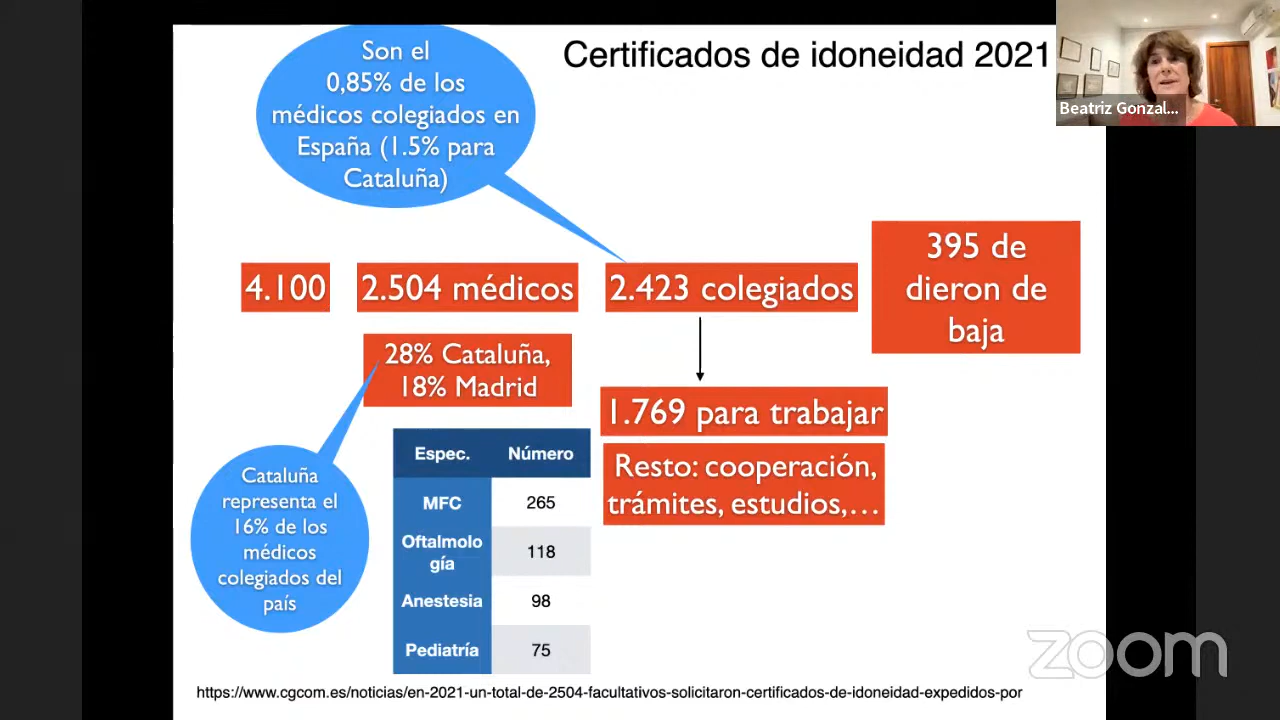 Certificados de idoneidad 2021
Beatriz Gonzal...
Son el
0,85% de los
médicos colegiados en
España (1.5% para
Cataluña)
4.100
2.504 médicos
2.423 colegiados
395 de
dieron de
baja
28% Cataluña,
18% Madrid
1.769 para trabajar
Resto: cooperación,
trámites, estudios,...
Cataluña
representa el
16% de los
médicos
colegiados del
país
Espec. Número
MFC 265
Oftalmolo
gía 118
Anestesia 98
Pediatría 75
zoom
https://www.cgcom.es/noticias/en-2021-un-total-de-2504-facultativos-solicitaron-certificados-de-idoneidad-expedidos-por